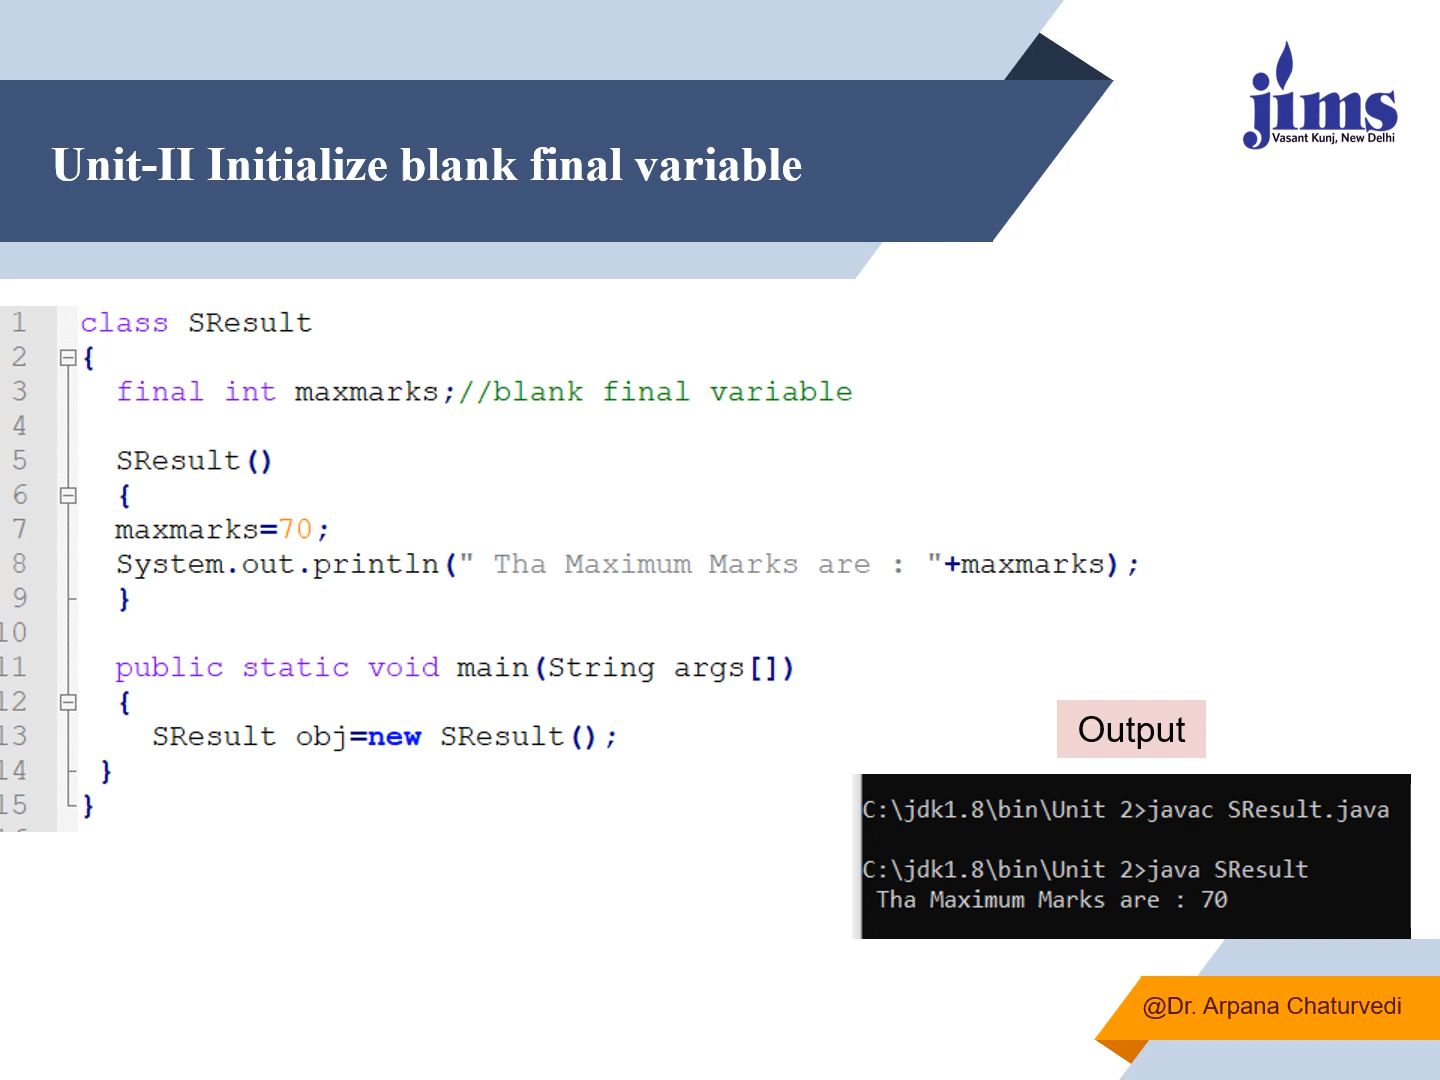 jims
Vasant Kunj, New Delhi
Unit-II Initialize blank final variable
1 class SResult
2 {
3 final int maxmarks;//blank final variable
4
5 SResult()
6 {
7 maxmarks=70;
8 System.out.println(" Tha Maximum Marks are : "+maxmarks);
9 }
10
11 public static void main(String args[])
12 {
13 SResult obj=new SResult();
14 }
15 }
Output
C:\jdk1.8\bin\Unit 2>javac SResult.java
C:\jdk1.8\bin\Unit 2>java SResult
Tha Maximum Marks are : 70
@Dr. Arpana Chaturvedi